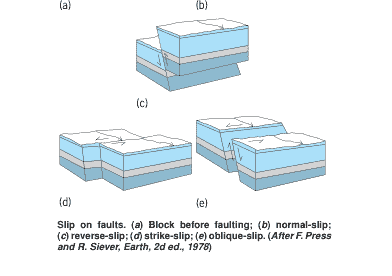 (a) (b)
(c)
(d) (e)
Slip on faults. (a) Block before faulting; (b) normal-slip;
(c) reverse-slip; (d) strike-slip; (e) oblique-slip. (After F. Press
and R. Siever, Earth, 2d ed., 1978)